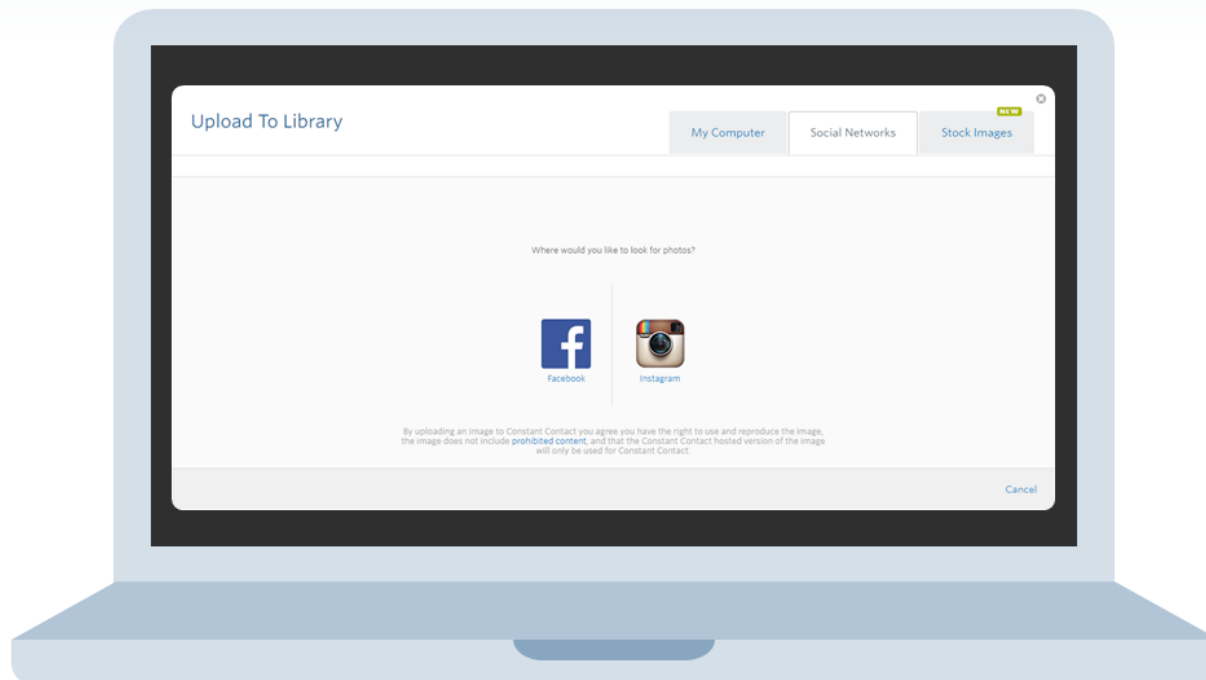 Upload To Library
My Computer
Social Networks
NEW
Stock Images
Where would you like to look for photos?
Facebook
Instagram
By uploading an image to Constant Contact you agree you have the right to use and reproduce the image,
the image does not include prohibited content, and that the Constant Contact hosted version of the image
will only be used for Constant Contact.
Cancel